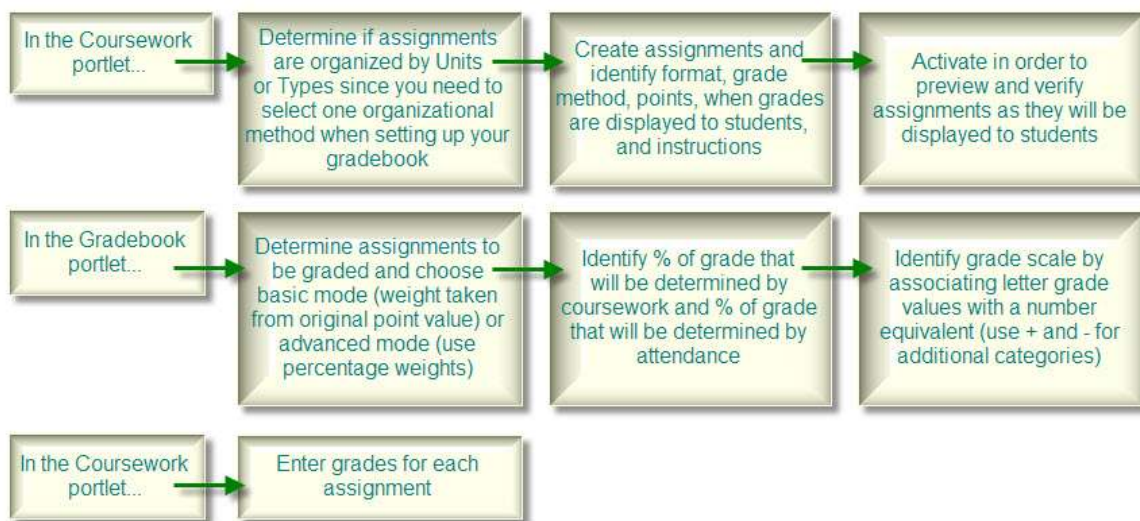 In the Coursework
portlet...
Determine if assignments
are organized by Units
or Types since you need to
select one organizational
method when setting up your
gradebook
Create assignments and
identify format, grade
method, points, when grades
are displayed to students,
and instructions
Activate in order to
preview and verify
assignments as they will be
displayed to students
In the Gradebook
portlet...
Determine assignments to
be graded and choose
basic mode (weight taken
from original point value) or
advanced mode (use
percentage weights)
Identify % of grade that
will be determined by
coursework and % of grade
that will be determined by
attendance
Identify grade scale by
associating letter grade
values with a number
equivalent (use + and - for
additional categories)
In the Coursework
portlet...
Enter grades for each
assignment